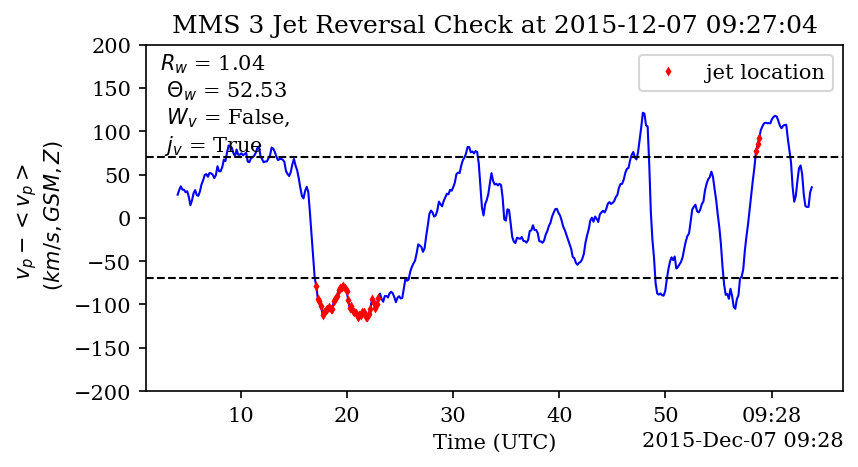 MMS 3 Jet Reversal Check at 2015-12-07 09:27:04
200
150
100
50
0
−50
−100
−150
−200
v_p − < v_p >
(km/s, GSM, Z)
R_w = 1.04
Θ_w = 52.53
W_v = False,
j_v = True
jet location
10 20 30 40 50 09:28
Time (UTC)
2015-Dec-07 09:28